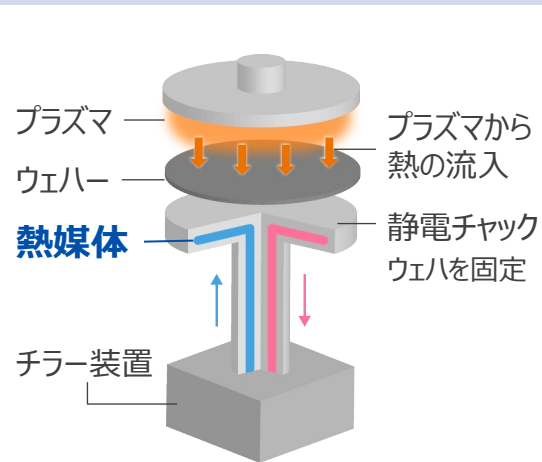 プラズマ
ウェハー
熱媒体
チラー装置
プラズマから
熱の流入
静電チャック
ウェハを固定